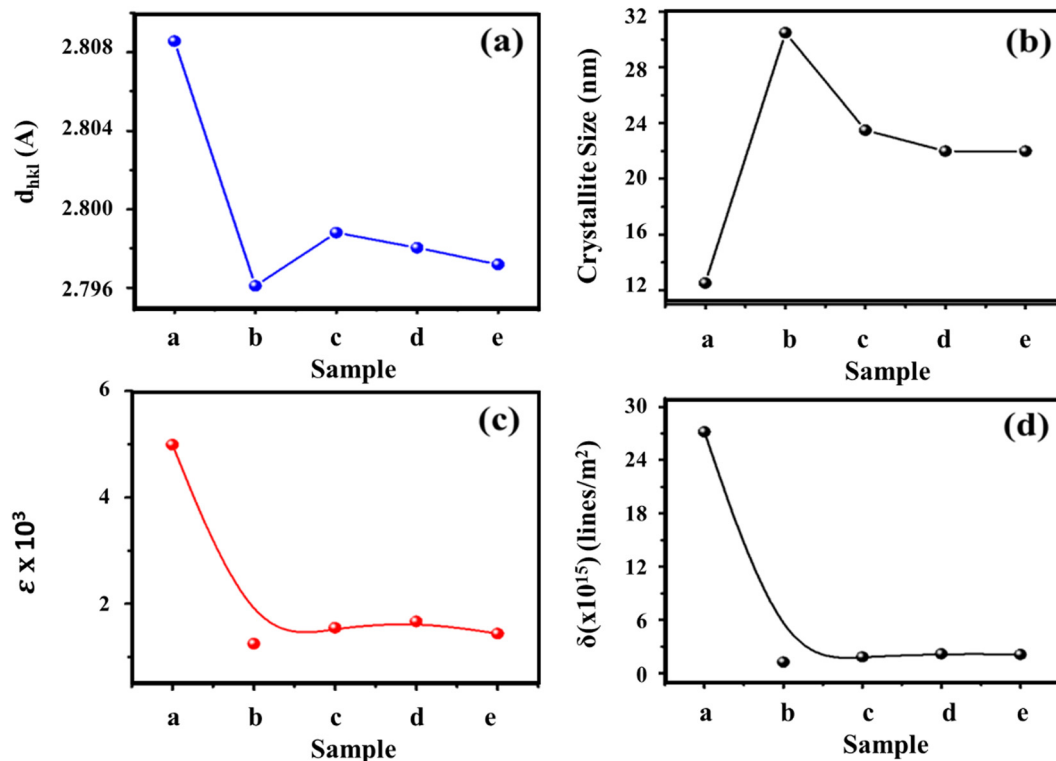 (a)
d_hkl (A)
2.808
2.804
2.800
2.796
a b c d e
Sample
(b)
Crystallite Size (nm)
32
28
24
20
16
12
a b c d e
Sample
(c)
ε x 10³
6
4
2
a b c d e
Sample
(d)
δ(x10¹⁵) (lines/m²)
30
24
18
12
6
0
a b c d e
Sample